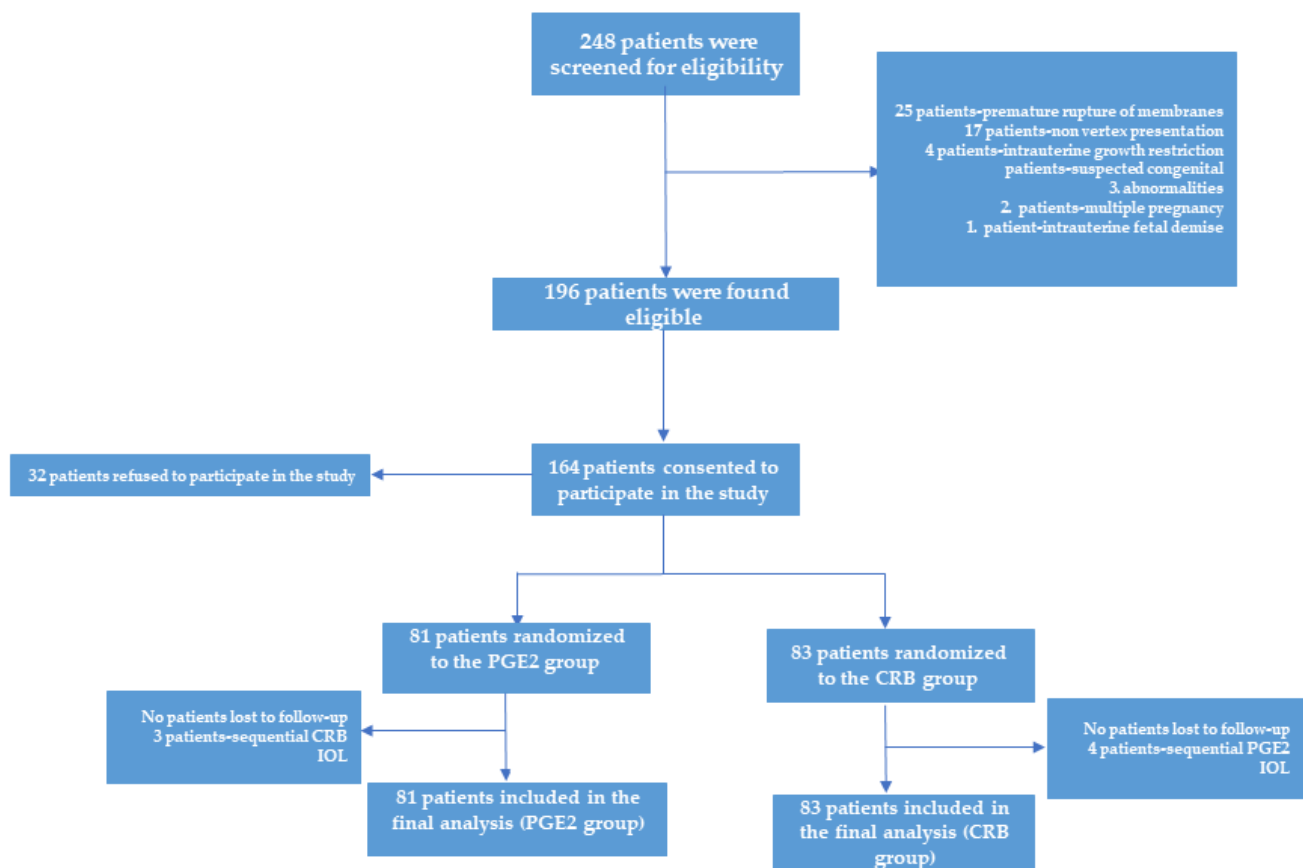 248 patients were
screened for eligibility
25 patients-premature rupture of membranes
17 patients-non vertex presentation
4 patients-intrauterine growth restriction
patients-suspected congenital
3. abnormalities
2. patients-multiple pregnancy
1. patient-intrauterine fetal demise
196 patients were found
eligible
32 patients refused to participate in the study
164 patients consented to
participate in the study
81 patients randomized
to the PGE2 group
83 patients randomized
to the CRB group
No patients lost to follow-up
3 patients-sequential CRB
IOL
No patients lost to follow-up
4 patients-sequential PGE2
IOL
81 patients included in the
final analysis (PGE2 group)
83 patients included in
the final analysis (CRB
group)